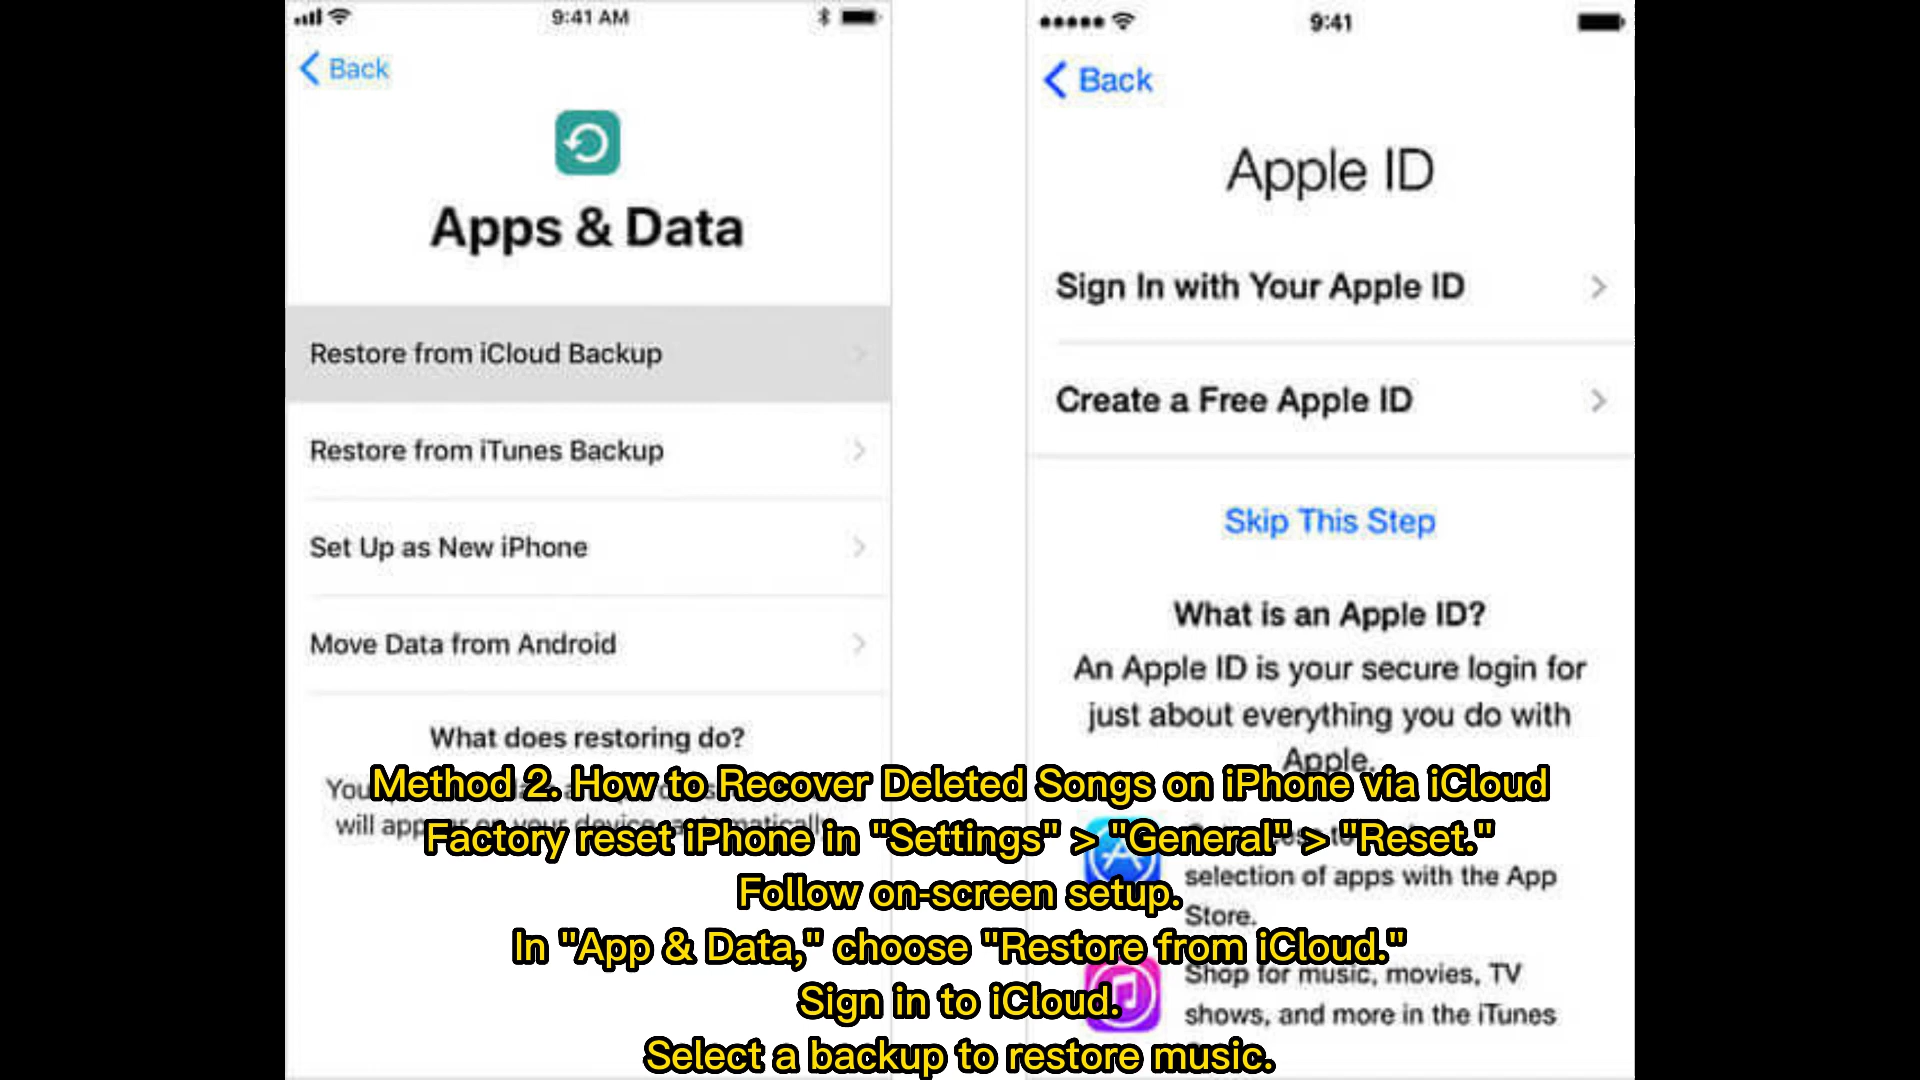 9:41 AM
Back
Apps & Data
Restore from iCloud Backup
Restore from iTunes Backup
Set Up as New iPhone
Move Data from Android
What does restoring do?
will
on your device automatically
9:41
Back
Apple ID
Sign In with Your Apple ID
Create a Free Apple ID
Skip This Step
What is an Apple ID?
An Apple ID is your secure login for
just about everything you do with
Apple.
selection of apps with the App
Store.
Shop for music, movies, TV
shows, and more in the iTunes
Method 2. How to Recover Deleted Songs on iPhone via iCloud
Factory reset iPhone in "Settings" > "General" > "Reset."
Follow on-screen setup.
In "App & Data," choose "Restore from iCloud."
Sign in to iCloud.
Select a backup to restore music.